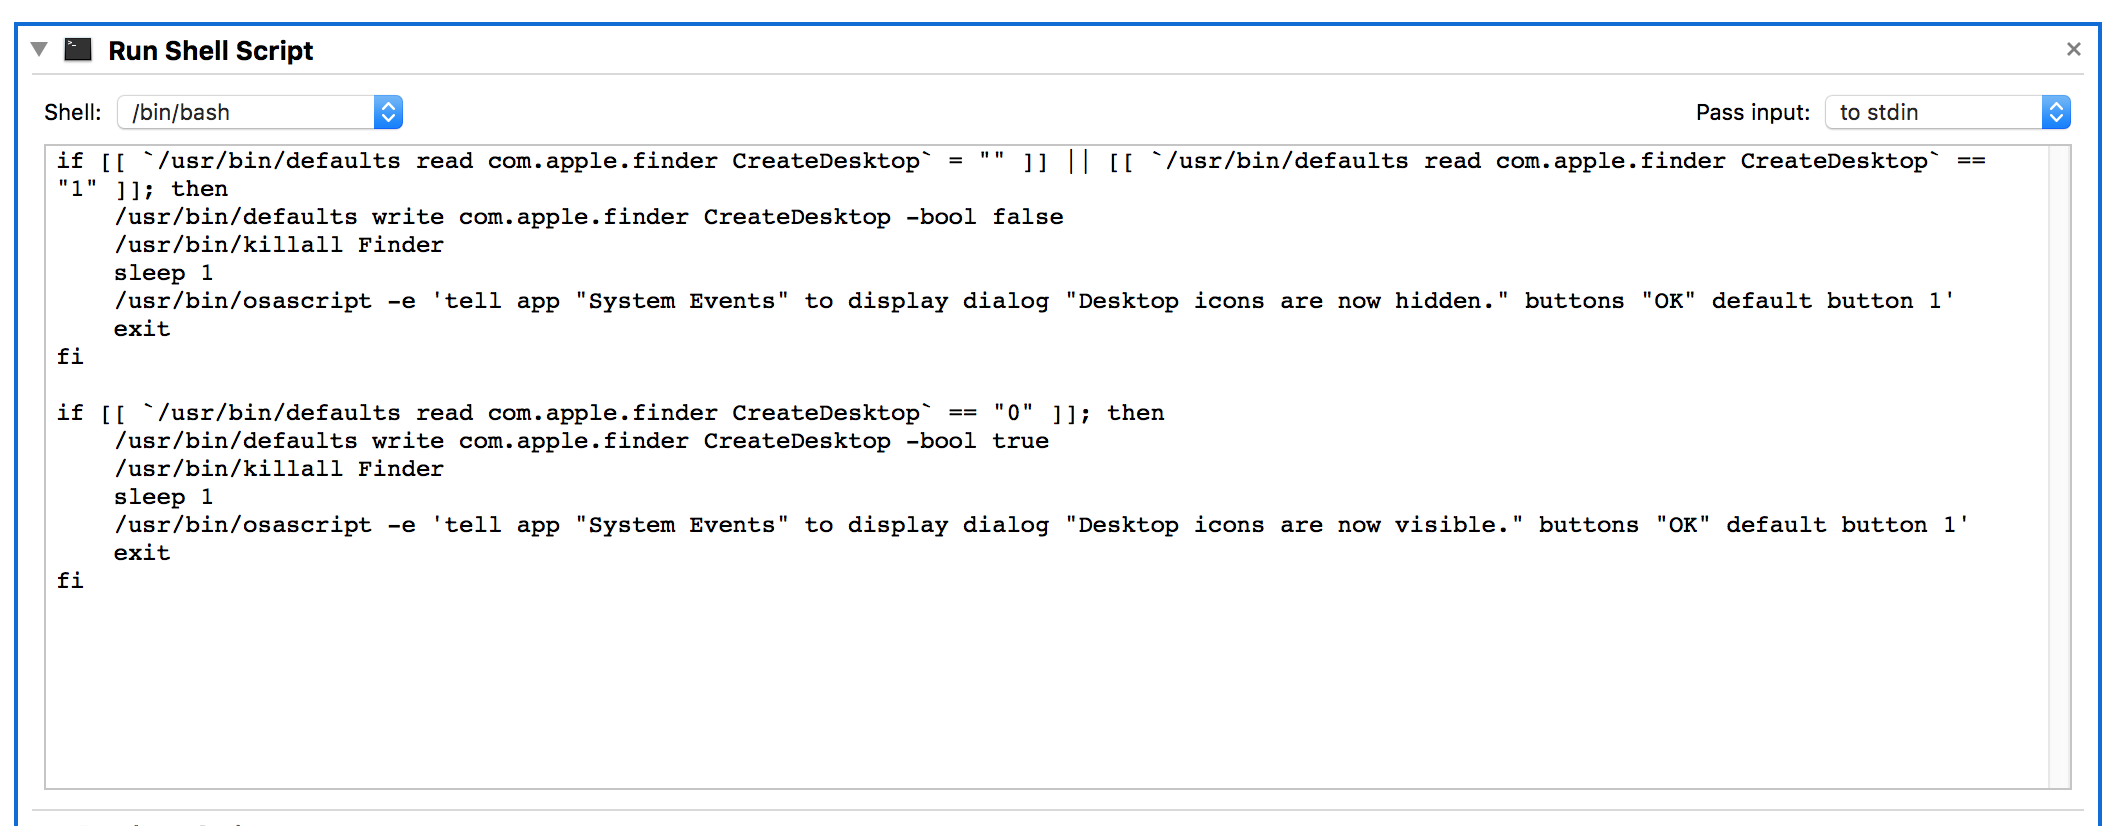 Run Shell Script
Shell: /bin/bash Pass input: to stdin
if [[ `/usr/bin/defaults read com.apple.finder CreateDesktop` = "" ]] || [[ `/usr/bin/defaults read com.apple.finder CreateDesktop` ==
"1" ]]; then
    /usr/bin/defaults write com.apple.finder CreateDesktop -bool false
    /usr/bin/killall Finder
    sleep 1
    /usr/bin/osascript -e 'tell app "System Events" to display dialog "Desktop icons are now hidden." buttons "OK" default button 1'
    exit
fi

if [[ `/usr/bin/defaults read com.apple.finder CreateDesktop` == "0" ]]; then
    /usr/bin/defaults write com.apple.finder CreateDesktop -bool true
    /usr/bin/killall Finder
    sleep 1
    /usr/bin/osascript -e 'tell app "System Events" to display dialog "Desktop icons are now visible." buttons "OK" default button 1'
    exit
fi